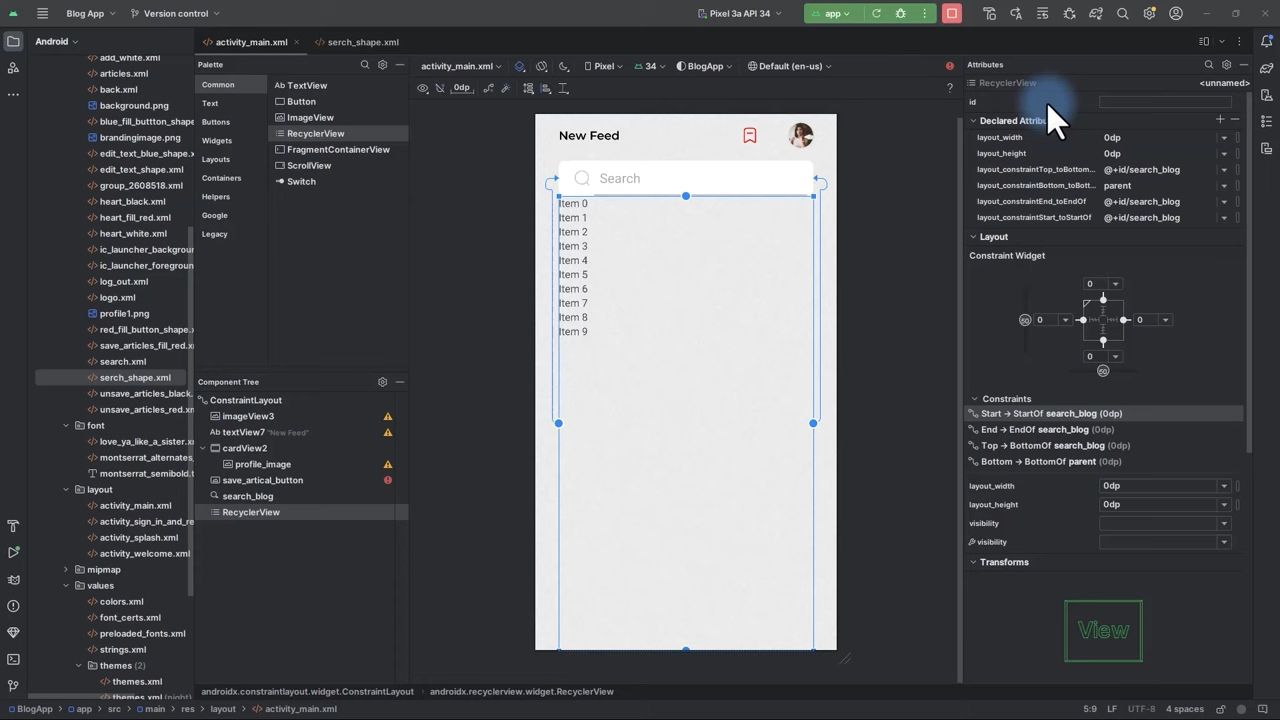 Blog App
Version control
Pixel 3a API 34
app
Android
activity_main.xml
serch_shape.xml
add_white.xml
articles.xml
back.xml
background.png
blue_fill_buttton_shape.x
brandingimage.png
edit_text_blue_shape.x
edit_text_shape.xml
group_2608518.xml
heart_black.xml
heart_fill_red.xml
heart_white.xml
ic_launcher_backgroun
ic_launcher_foregroun
log_out.xml
logo.xml
profile1.png
red_fill_button_shape.x
save_articles_fill_red.x
search.xml
serch_shape.xml
unsave_articles_black.
unsave_articles_red.xm
font
love_ya_like_a_sister.x
montserrat_alternates_
montserrat_semibold.t
layout
activity_main.xml
activity_sign_in_and_re
activity_splash.xml
activity_welcome.xml
mipmap
values
colors.xml
font_certs.xml
preloaded_fonts.xml
strings.xml
themes (2)
themes.xml
themes.xml (night)
Palette
Common
Text
Buttons
Widgets
Layouts
Containers
Helpers
Google
Legacy
Ab TextView
Button
ImageView
RecyclerView
FragmentContainerView
ScrollView
Switch
Component Tree
ConstraintLayout
imageView3
Ab textView7 "New Feed"
cardView2
profile_image
save_artical_button
search_blog
RecyclerView
activity_main.xml
Pixel
34
BlogApp
Default (en-us)
0dp
?
New Feed
Search
Item 0
Item 1
Item 2
Item 3
Item 4
Item 5
Item 6
Item 7
Item 8
Item 9
Attributes
RecyclerView
<unnamed>
id
Declared Attribu
layout_width 0dp
layout_height 0dp
layout_constraintTop_toBottom... @+id/search_blog
layout_constraintBottom_toBott... parent
layout_constraintEnd_toEndOf @+id/search_blog
layout_constraintStart_toStartOf @+id/search_blog
Layout
Constraint Widget
0
50 0 0
0
50
Constraints
Start → StartOf search_blog (0dp)
End → EndOf search_blog (0dp)
Top → BottomOf search_blog (0dp)
Bottom → BottomOf parent (0dp)
layout_width 0dp
layout_height 0dp
visibility
visibility
Transforms
View
androidx.constraintlayout.widget.ConstraintLayout
androidx.recyclerview.widget.RecyclerView
BlogApp > app > src > main > res > layout > activity_main.xml
5:9 LF UTF-8 4 spaces